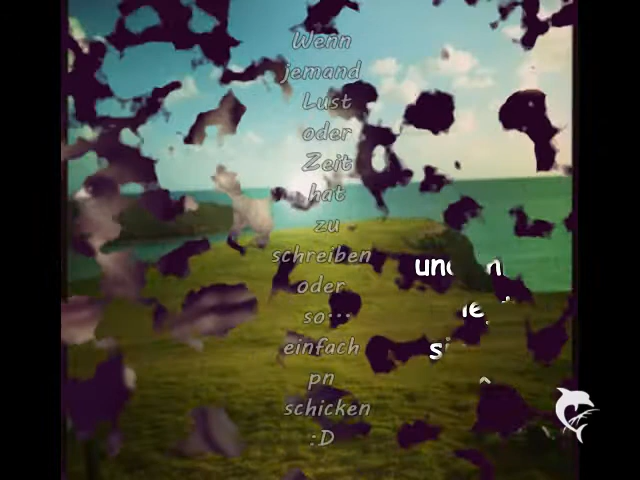 Wenn
jemand
Lust
oder
Zeit
hat
zu
schreiben
oder
so...
einfach
pn
schicken
:D